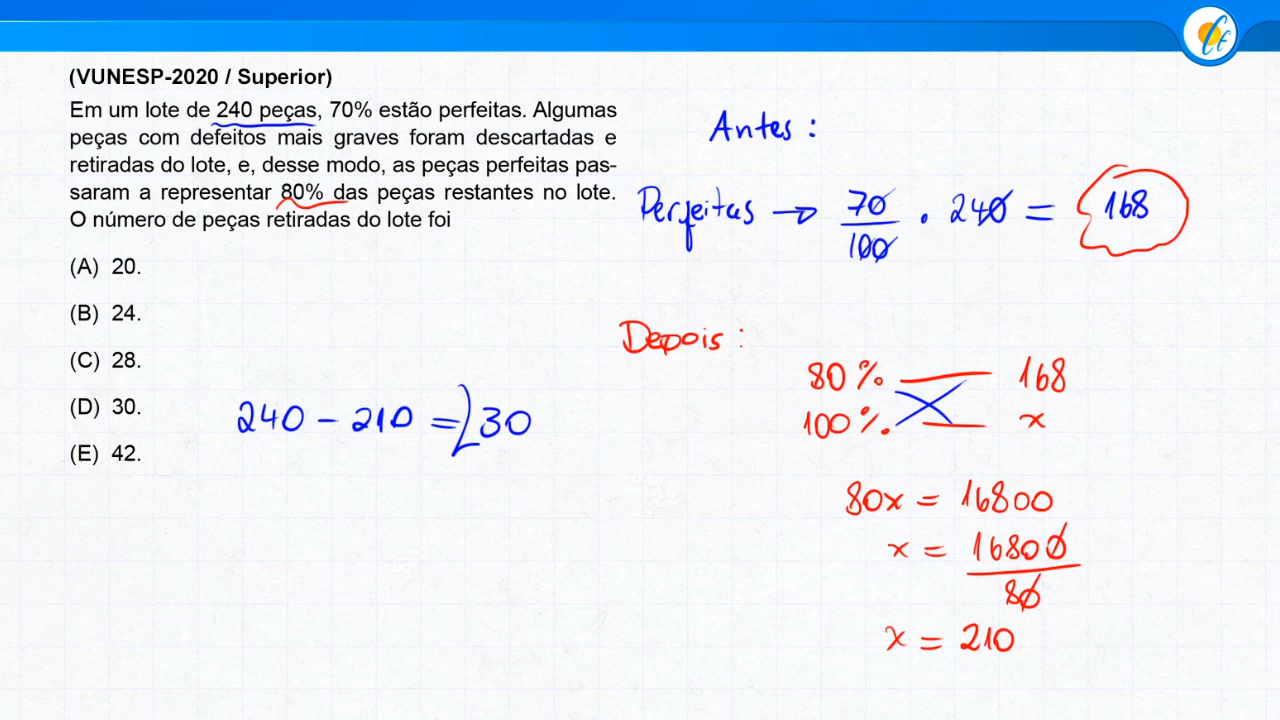 (VUNESP-2020 / Superior)
Em um lote de 240 peças, 70% estão perfeitas. Algumas
peças com defeitos mais graves foram descartadas e
retiradas do lote, e, desse modo, as peças perfeitas pas-
saram a representar 80% das peças restantes no lote.
O número de peças retiradas do lote foi
(A) 20.
(B) 24.
(C) 28.
(D) 30.
(E) 42.
240 - 210 = 30
Antes:
Perfeitas → 70/100 . 240 = 168
Depois:
80% 168
100% x
80x = 16800
x = 16800/80
x = 210